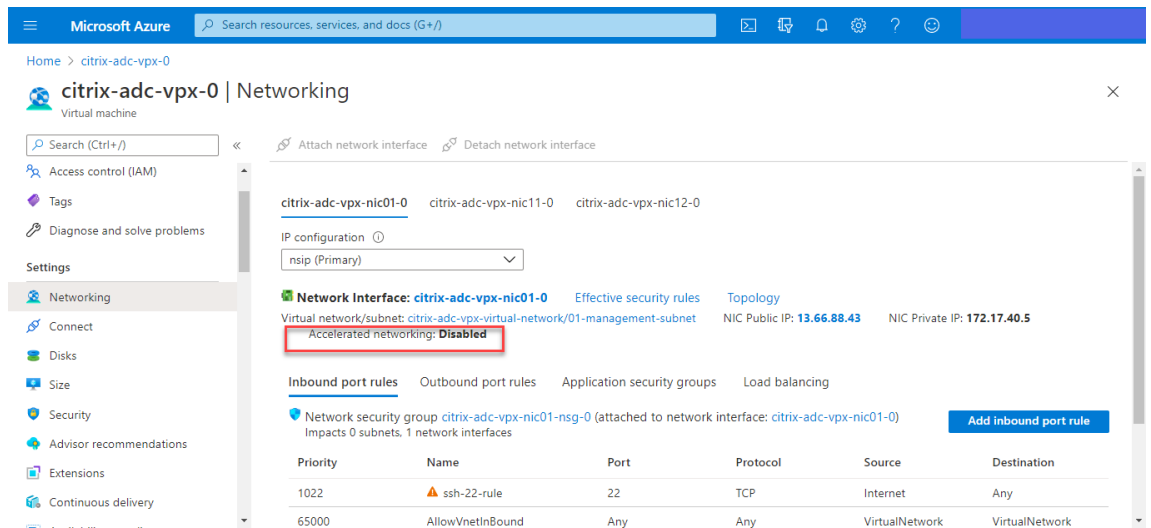 Microsoft Azure
Search resources, services, and docs (G+/)
Home > citrix-adc-vpx-0
citrix-adc-vpx-0 | Networking
Virtual machine
Search (Ctrl+/)
Access control (IAM)
Tags
Diagnose and solve problems
Settings
Networking
Connect
Disks
Size
Security
Advisor recommendations
Extensions
Continuous delivery
Attach network interface Detach network interface
citrix-adc-vpx-nic01-0 citrix-adc-vpx-nic11-0 citrix-adc-vpx-nic12-0
IP configuration
nsip (Primary)
Network Interface: citrix-adc-vpx-nic01-0 Effective security rules Topology
Virtual network/subnet: citrix-adc-vpx-virtual-network/01-management-subnet NIC Public IP: 13.66.88.43 NIC Private IP: 172.17.40.5
Accelerated networking: Disabled
Inbound port rules Outbound port rules Application security groups Load balancing
Network security group citrix-adc-vpx-nic01-nsg-0 (attached to network interface: citrix-adc-vpx-nic01-0)
Impacts 0 subnets, 1 network interfaces
Add inbound port rule
Priority Name Port Protocol Source Destination
1022 ssh-22-rule 22 TCP Internet Any
65000 AllowVnetInBound Any Any VirtualNetwork VirtualNetwork